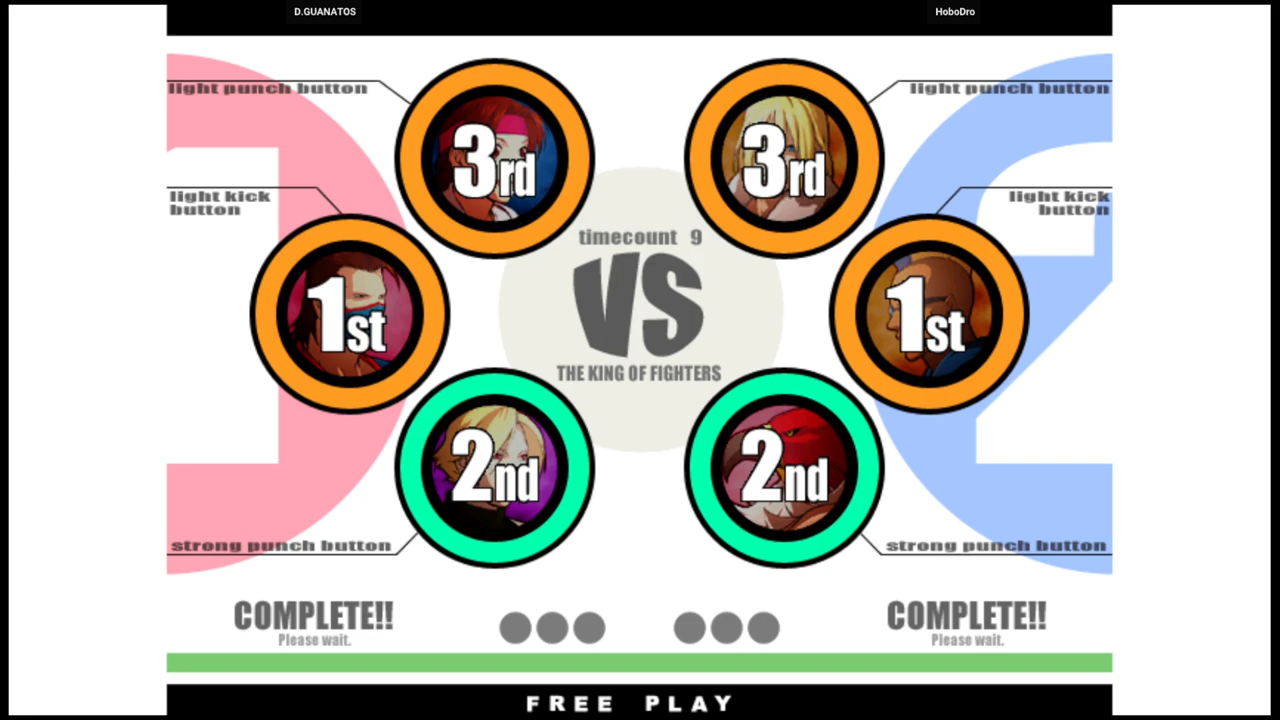 D.GUANATOS
HoboDro
light punch button
light punch button
3rd
3rd
light kick
button
light kick
button
timecount 9
VS
THE KING OF FIGHTERS
1st
1st
2nd
2nd
strong punch button
strong punch button
COMPLETE!!
Please wait.
COMPLETE!!
Please wait.
FREE PLAY
1
2